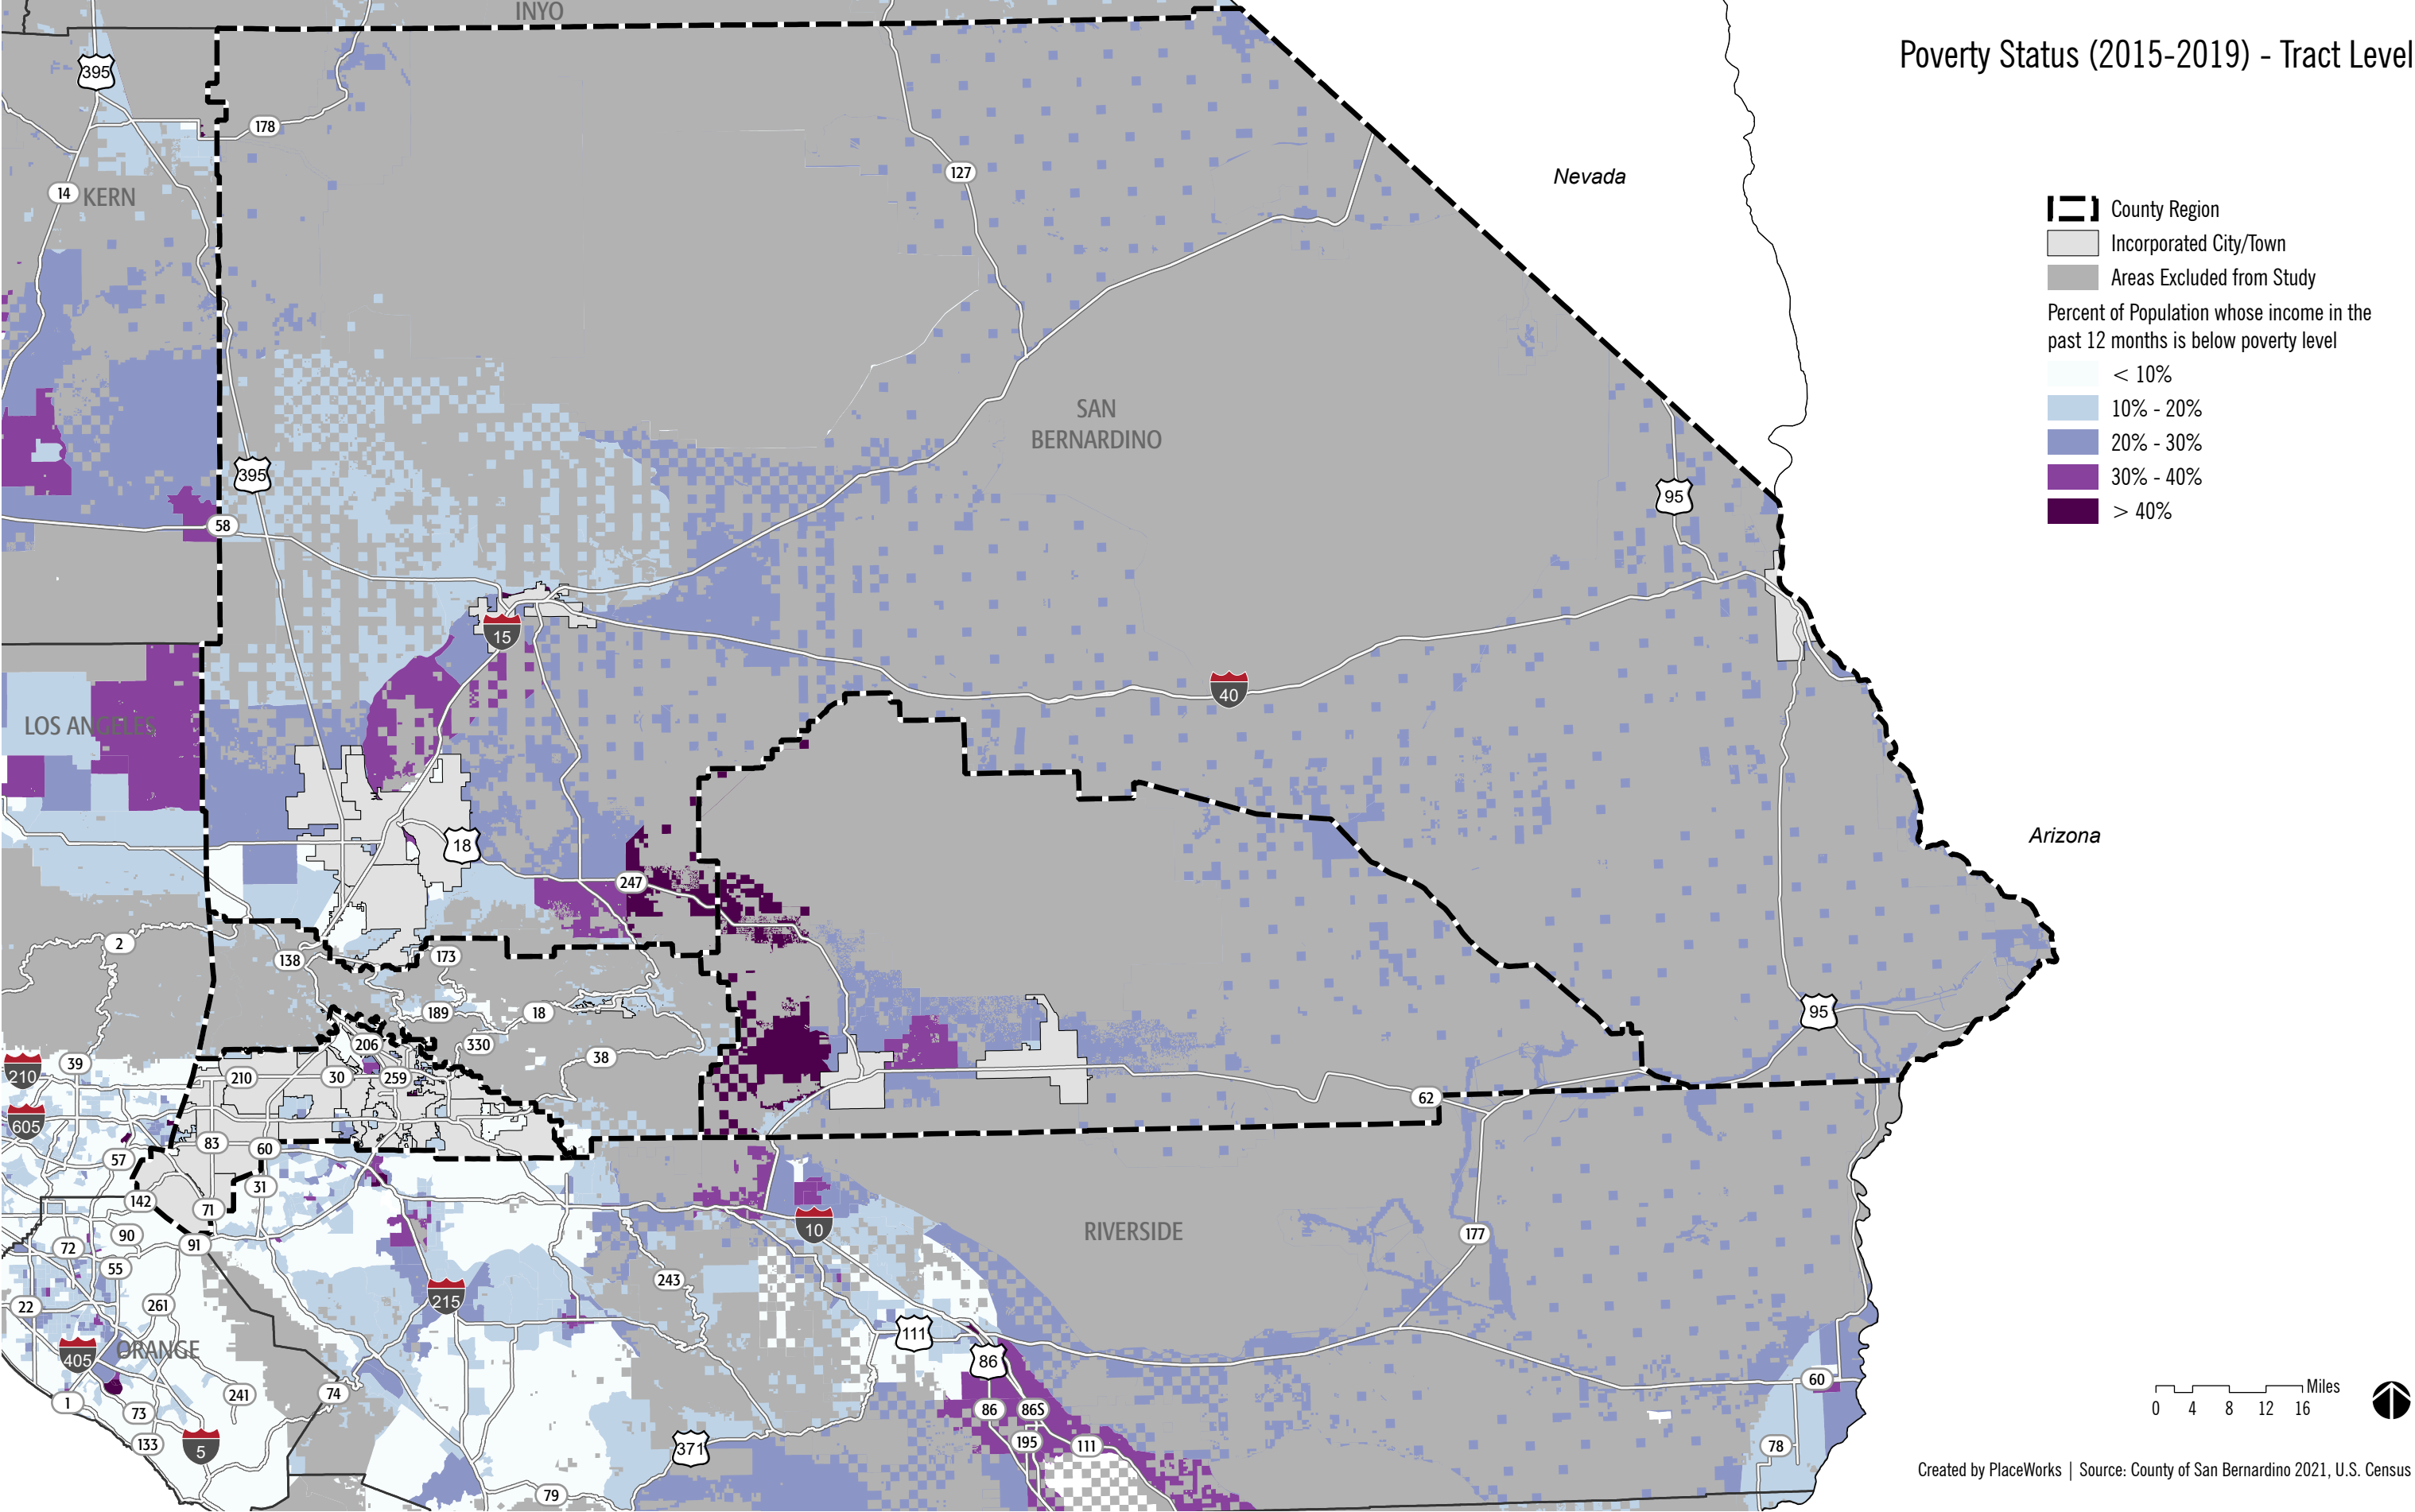 Poverty Status (2015-2019) - Tract Level
County Region
Incorporated City/Town
Areas Excluded from Study
Percent of Population whose income in the
past 12 months is below poverty level
< 10%
10% - 20%
20% - 30%
30% - 40%
> 40%
INYO
395
178
14
KERN
127
Nevada
SAN
BERNARDINO
395
95
58
15
40
LOS ANGELES
18
Arizona
247
2
138
173
189
18
95
206
330
38
210
39
210
30
259
62
605
83
60
57
31
142
71
10
RIVERSIDE
177
90
91
72
55
243
22
261
215
111
405
ORANGE
86
60
1
241
74
73
86
86S
133
5
371
195
111
78
79
Miles
0 4 8 12 16
Created by PlaceWorks | Source: County of San Bernardino 2021, U.S. Census